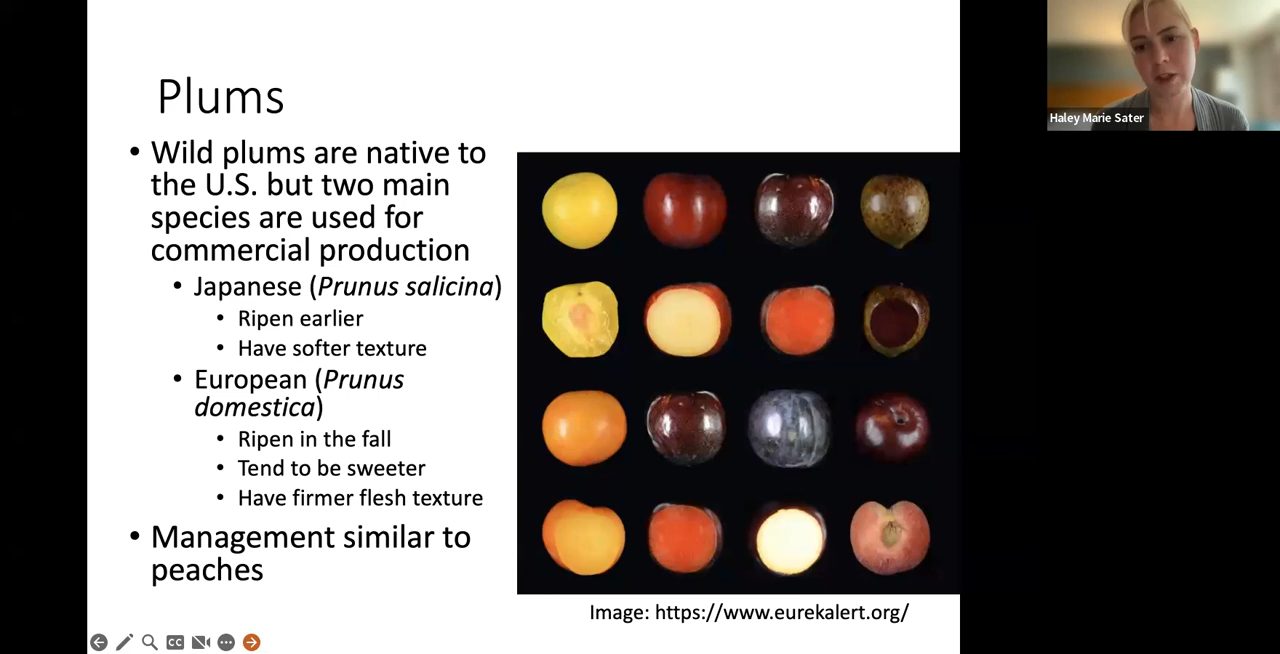 Plums
• Wild plums are native to
the U.S. but two main
species are used for
commercial production
• Japanese (Prunus salicina)
• Ripen earlier
• Have softer texture
• European (Prunus
domestica)
• Ripen in the fall
• Tend to be sweeter
• Have firmer flesh texture
• Management similar to
peaches
Image: https://www.eurekalert.org/
Haley Marie Sater
CC